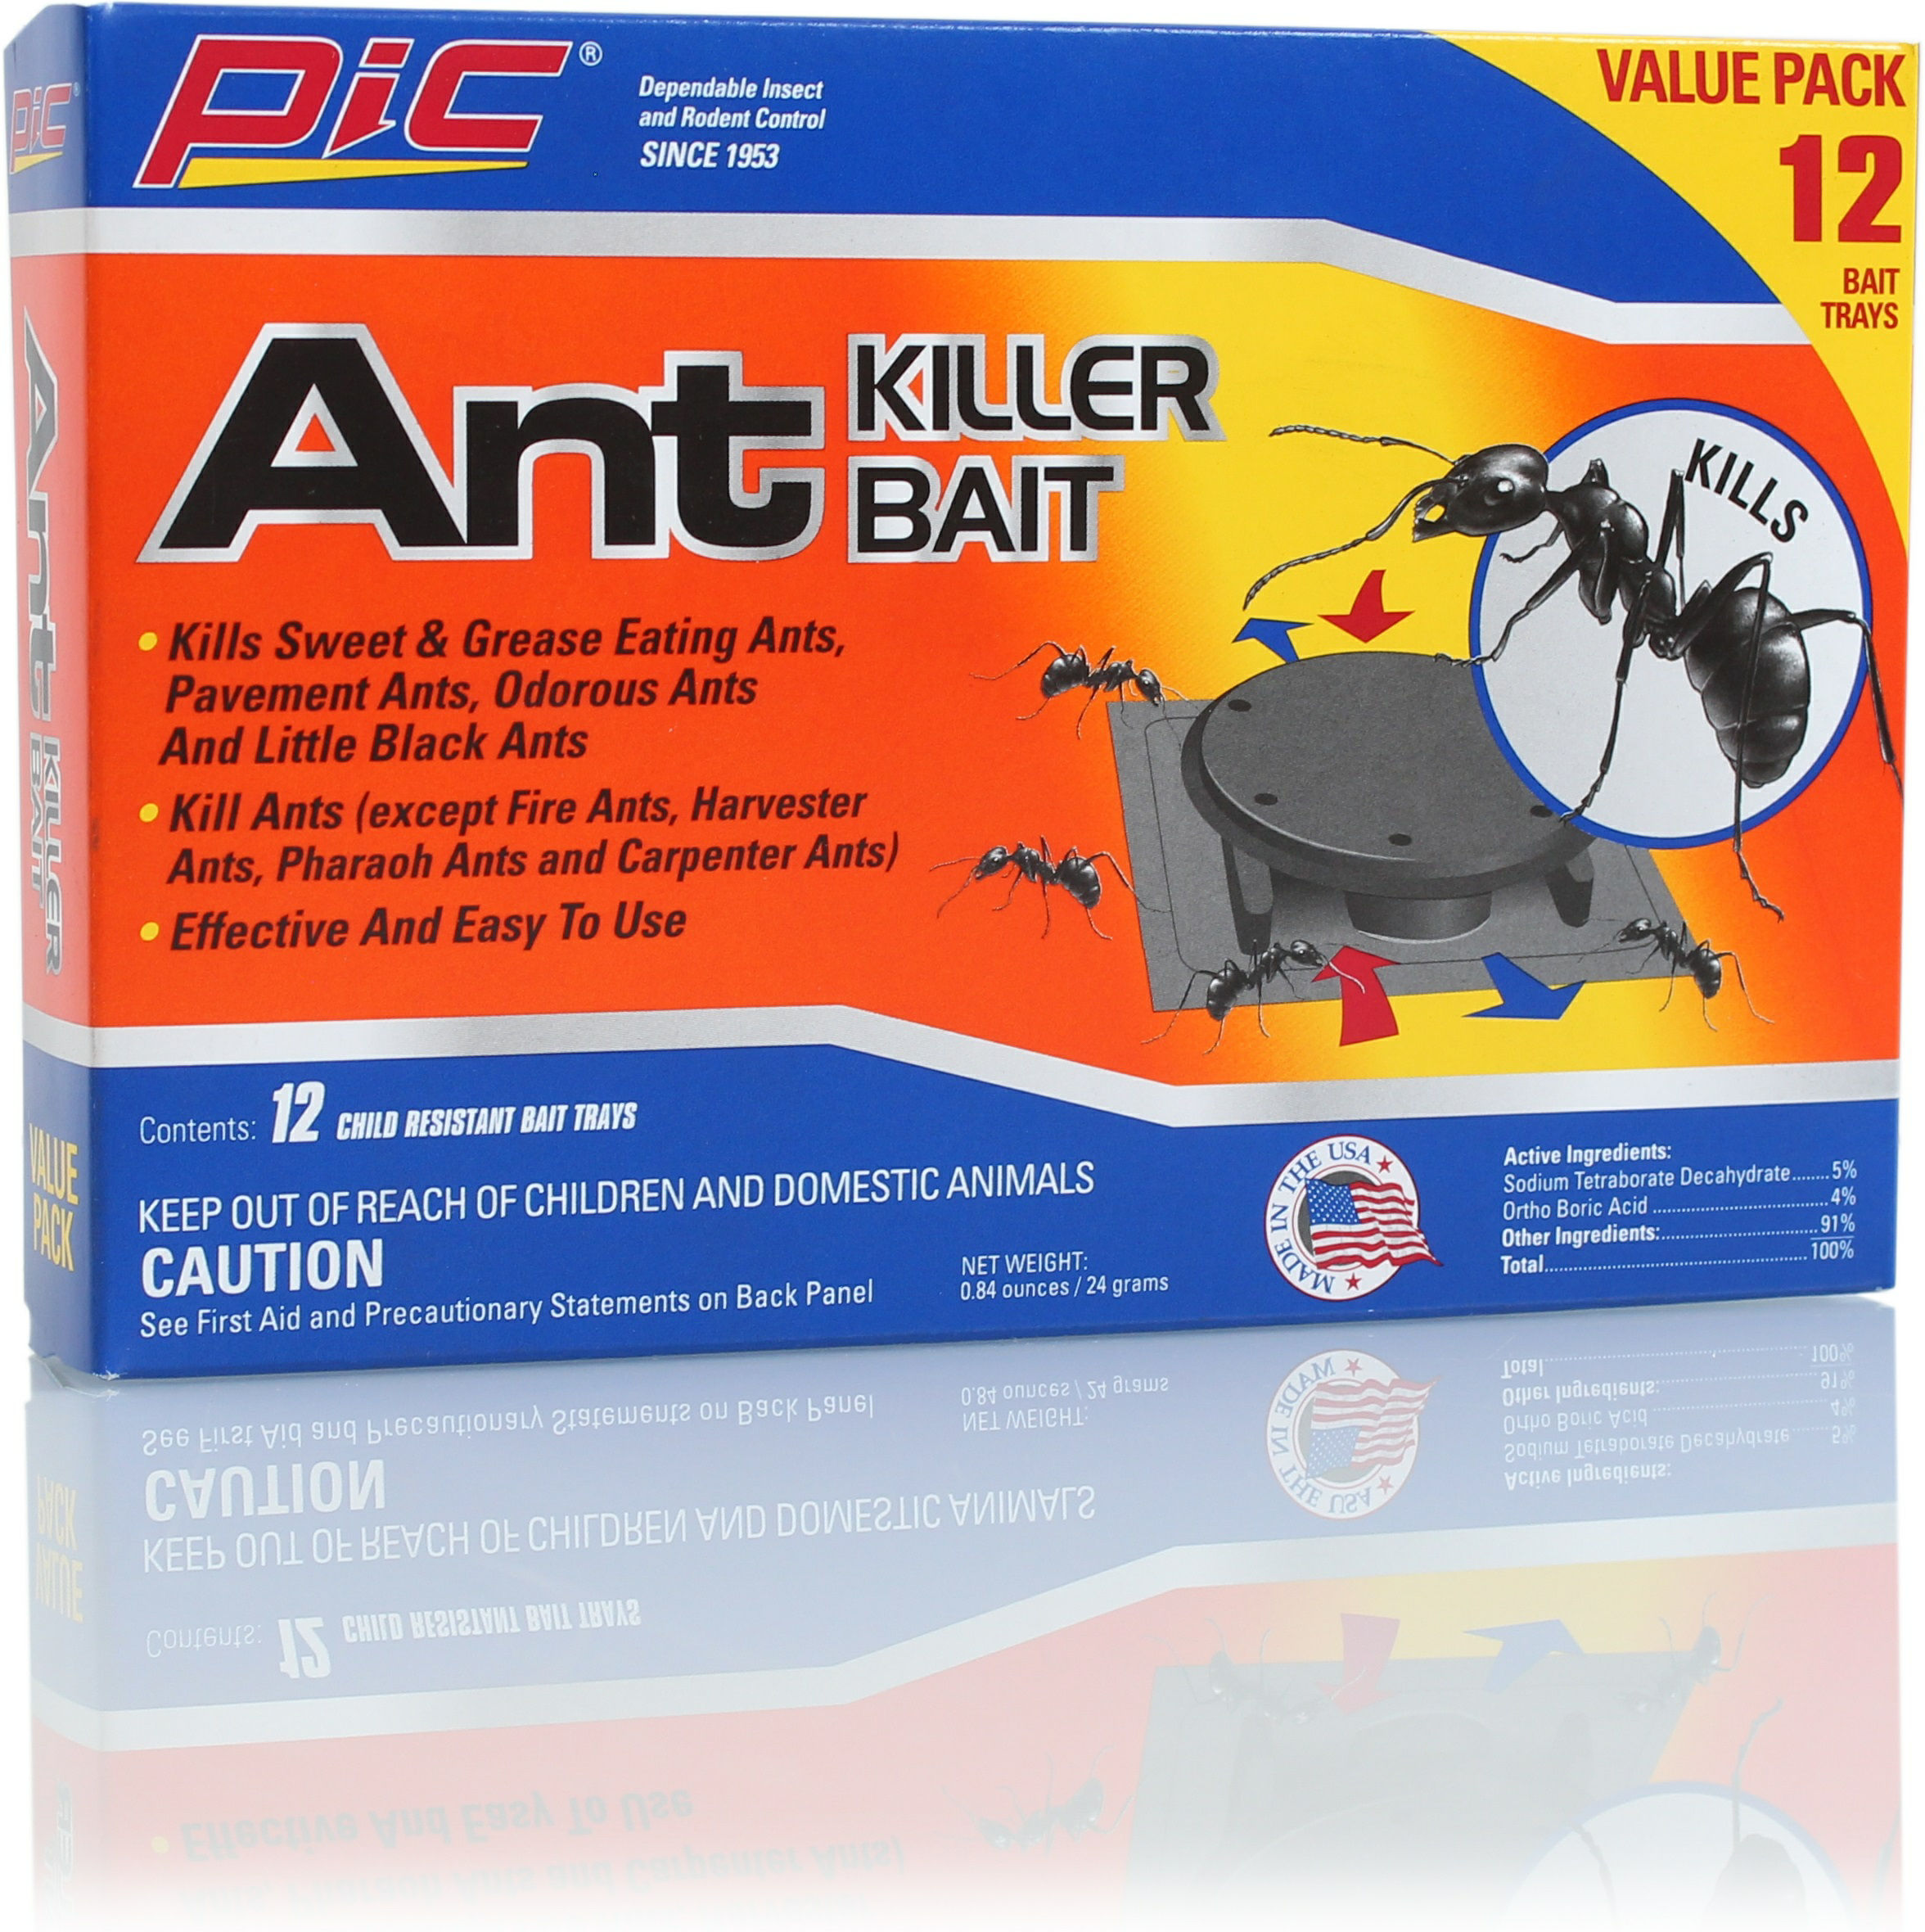 PIC®
Dependable Insect
and Rodent Control
SINCE 1953
VALUE PACK
12
BAIT
TRAYS
PIC®
Ant KILLER BAIT
VALUE
PACK
Ant
KILLER
BAIT
KILLS
• Kills Sweet & Grease Eating Ants,
Pavement Ants, Odorous Ants
And Little Black Ants
• Kill Ants (except Fire Ants, Harvester
Ants, Pharaoh Ants and Carpenter Ants)
• Effective And Easy To Use
Contents: 12 CHILD RESISTANT BAIT TRAYS
KEEP OUT OF REACH OF CHILDREN AND DOMESTIC ANIMALS
CAUTION
See First Aid and Precautionary Statements on Back Panel
NET WEIGHT:
0.84 ounces / 24 grams
MADE IN THE USA
Active Ingredients:
Sodium Tetraborate Decahydrate........5%
Ortho Boric Acid ....................................4%
Other Ingredients:................................91%
Total......................................................100%